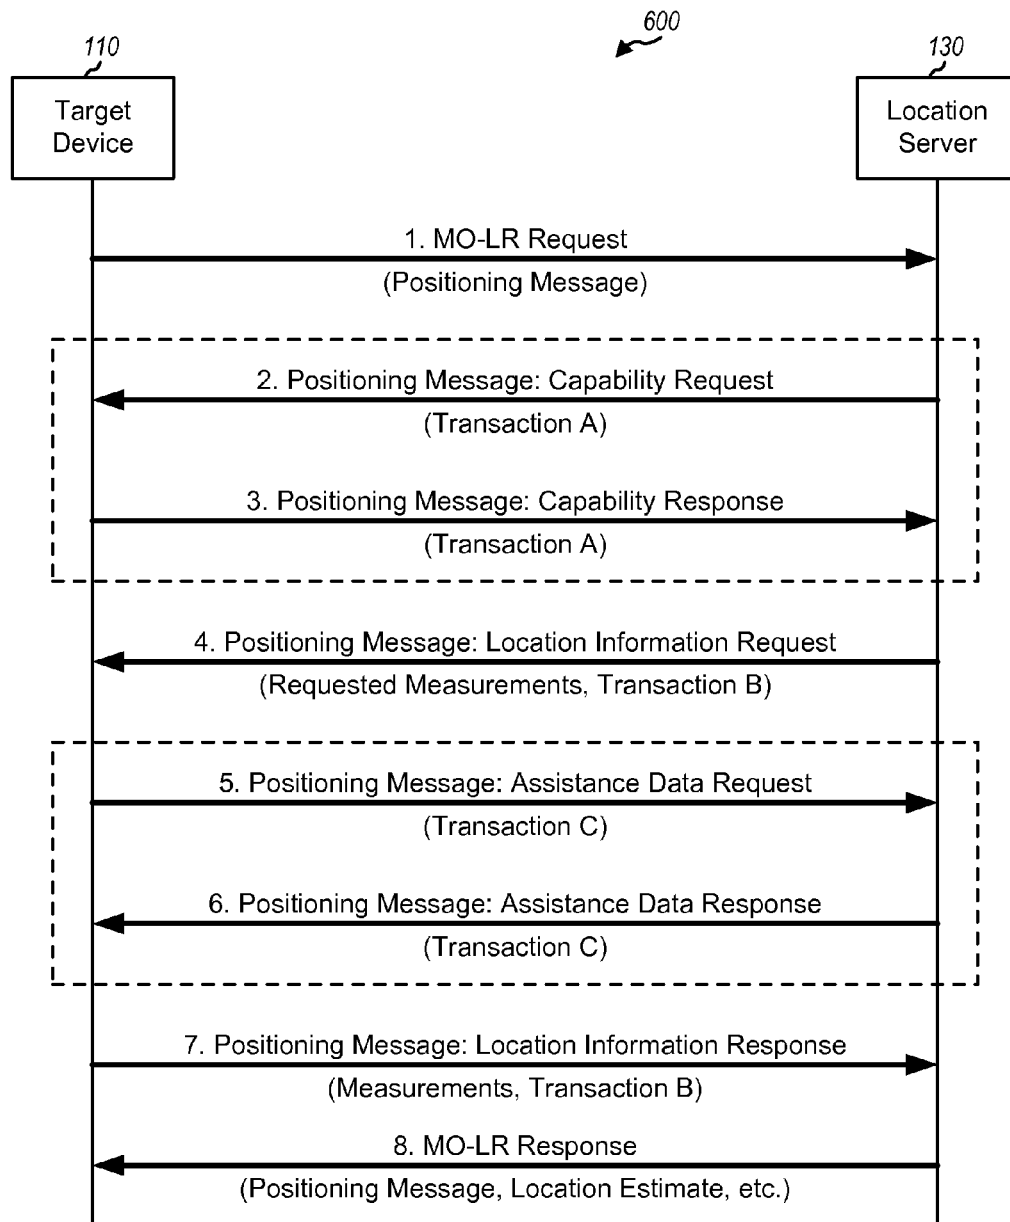 600
110
130
Target
Device
Location
Server
1. MO-LR Request
(Positioning Message)
2. Positioning Message: Capability Request
(Transaction A)
3. Positioning Message: Capability Response
(Transaction A)
4. Positioning Message: Location Information Request
(Requested Measurements, Transaction B)
5. Positioning Message: Assistance Data Request
(Transaction C)
6. Positioning Message: Assistance Data Response
(Transaction C)
7. Positioning Message: Location Information Response
(Measurements, Transaction B)
8. MO-LR Response
(Positioning Message, Location Estimate, etc.)